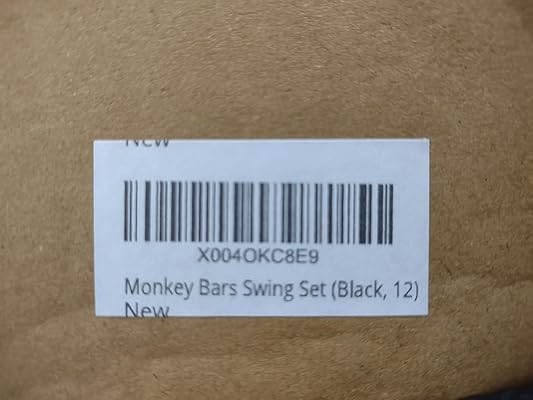 New
X004OKC8E9
Monkey Bars Swing Set (Black, 12)
New